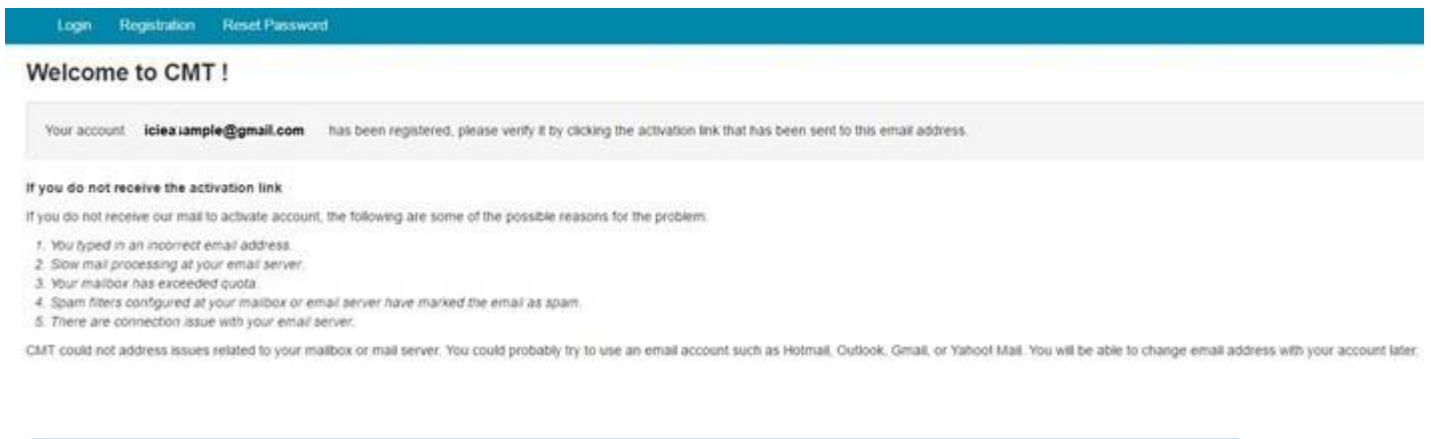 Login Registration Reset Password
Welcome to CMT !
Your account has been registered, please verify it by clicking the activation link that has been sent to this email address.
If you do not receive the activation link
If you do not receive our mail to activate account, the following are some of the possible reasons for the problem.
1. You typed in an incorrect email address.
2. Slow mail processing at your email server.
3. Your mailbox has exceeded quota.
4. Spam filters configured at your mailbox or email server have marked the email as spam.
5. There are connection issue with your email server.
CMT could not address issues related to your mailbox or mail server. You could probably try to use an email account such as Hotmail, Outlook, Gmail, or Yahoo! Mail. You will be able to change email address with your account later.